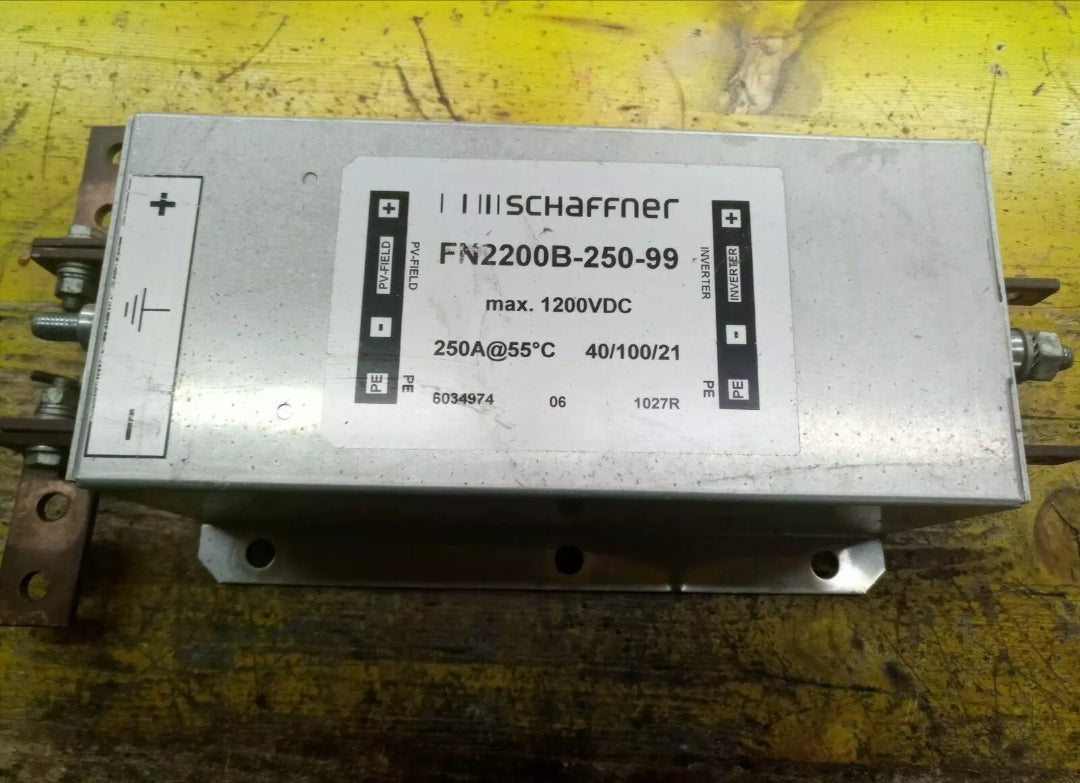 +
+
PV-FIELD
PV-FIELD
-
PE
PE
SCHAFFNER
FN2200B-250-99
max. 1200VDC
250A@55°C 40/100/21
6034974 06 1027R
+
INVERTER
INVERTER
-
PE
PE